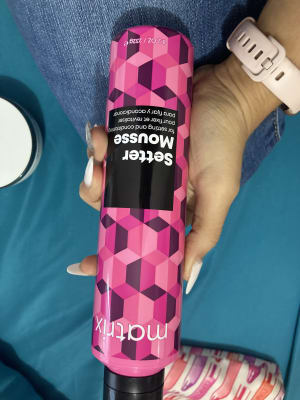 matrix
Setter
Mousse
for setting and conditioning
pour fixer et revitaliser
para fijar y acondicionar